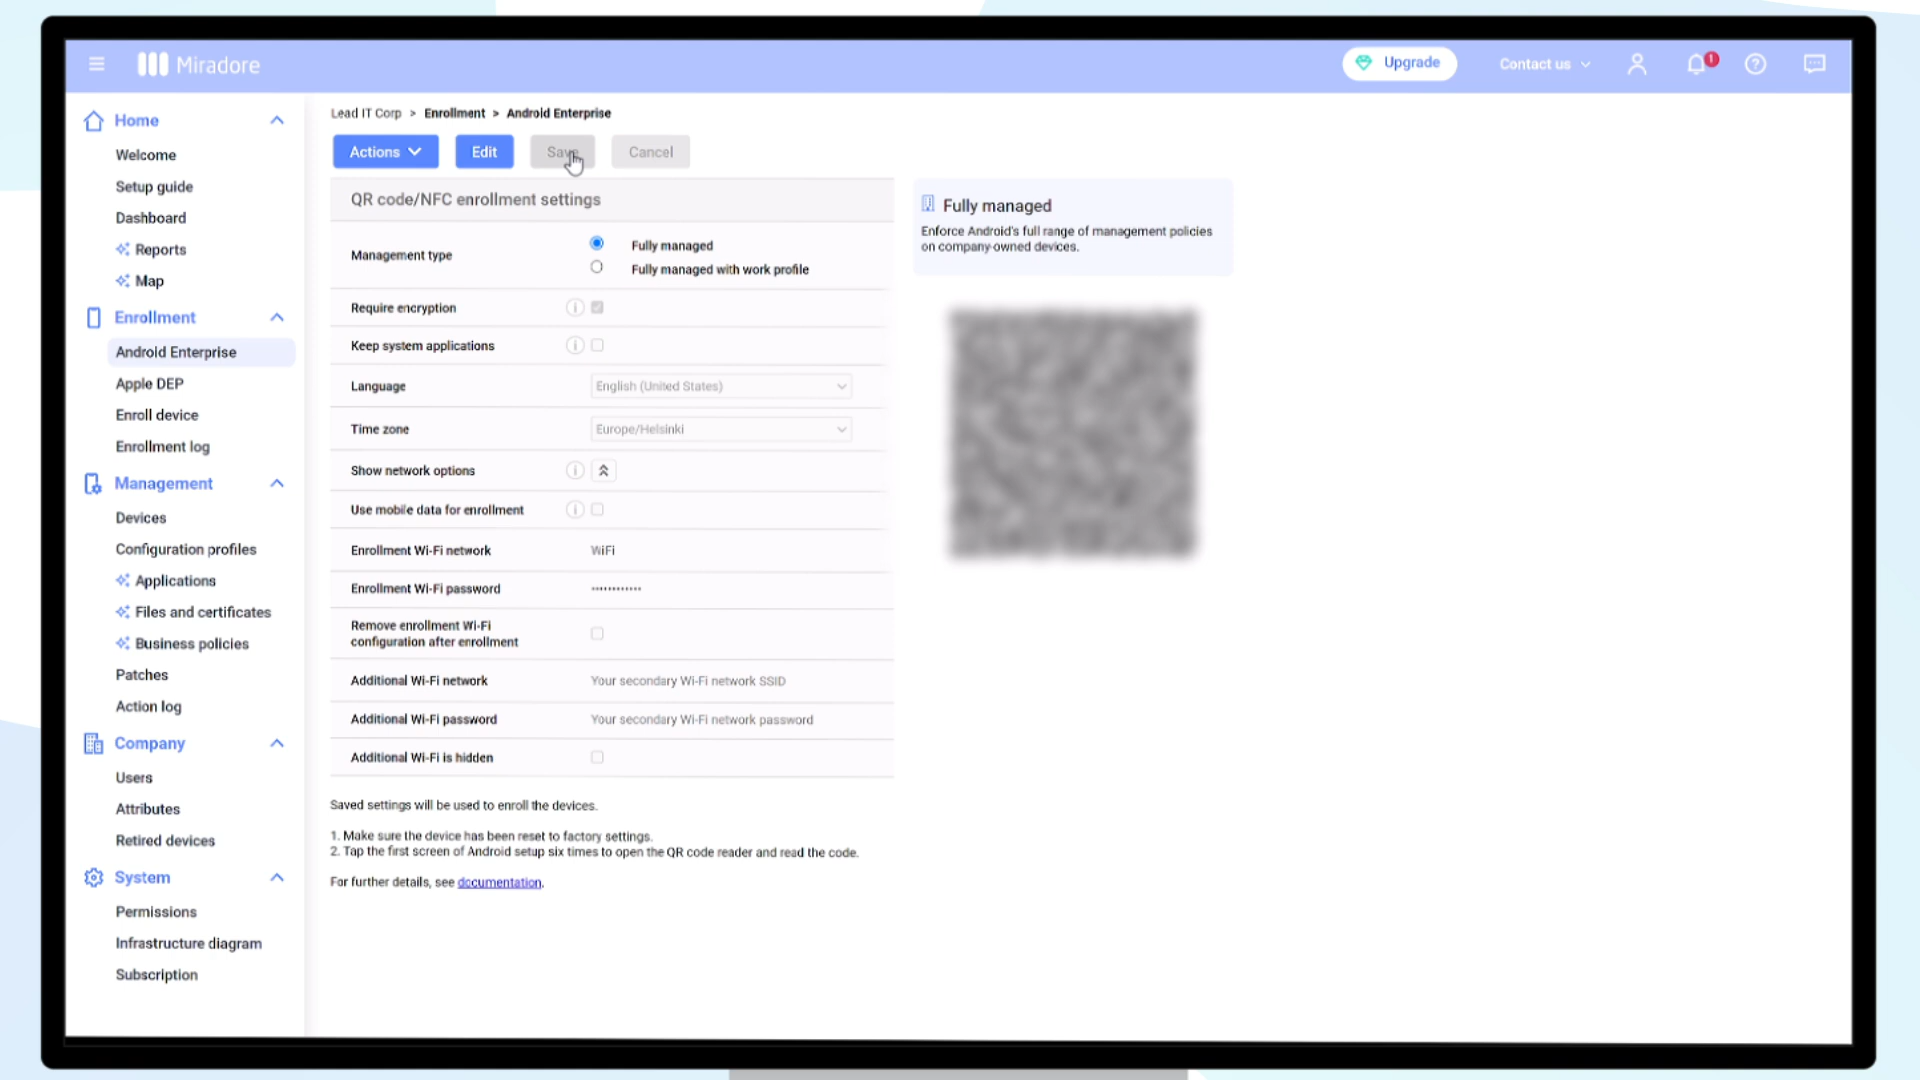 Miradore
Upgrade
Contact us
1
Home
Welcome
Setup guide
Dashboard
Reports
Map
Enrollment
Android Enterprise
Apple DEP
Enroll device
Enrollment log
Management
Devices
Configuration profiles
Applications
Files and certificates
Business policies
Patches
Action log
Company
Users
Attributes
Retired devices
System
Permissions
Infrastructure diagram
Subscription
Lead IT Corp > Enrollment > Android Enterprise
Actions
Edit
Save
Cancel
QR code/NFC enrollment settings
Management type
Fully managed
Fully managed with work profile
Require encryption
Keep system applications
Language
English (United States)
Time zone
Europe/Helsinki
Show network options
Use mobile data for enrollment
Enrollment Wi-Fi network
WiFi
Enrollment Wi-Fi password
••••••••••••
Remove enrollment Wi-Fi
configuration after enrollment
Additional Wi-Fi network
Your secondary Wi-Fi network SSID
Additional Wi-Fi password
Your secondary Wi-Fi network password
Additional Wi-Fi is hidden
Saved settings will be used to enroll the devices.
1. Make sure the device has been reset to factory settings.
2. Tap the first screen of Android setup six times to open the QR code reader and read the code.
For further details, see documentation.
Fully managed
Enforce Android's full range of management policies
on company-owned devices.